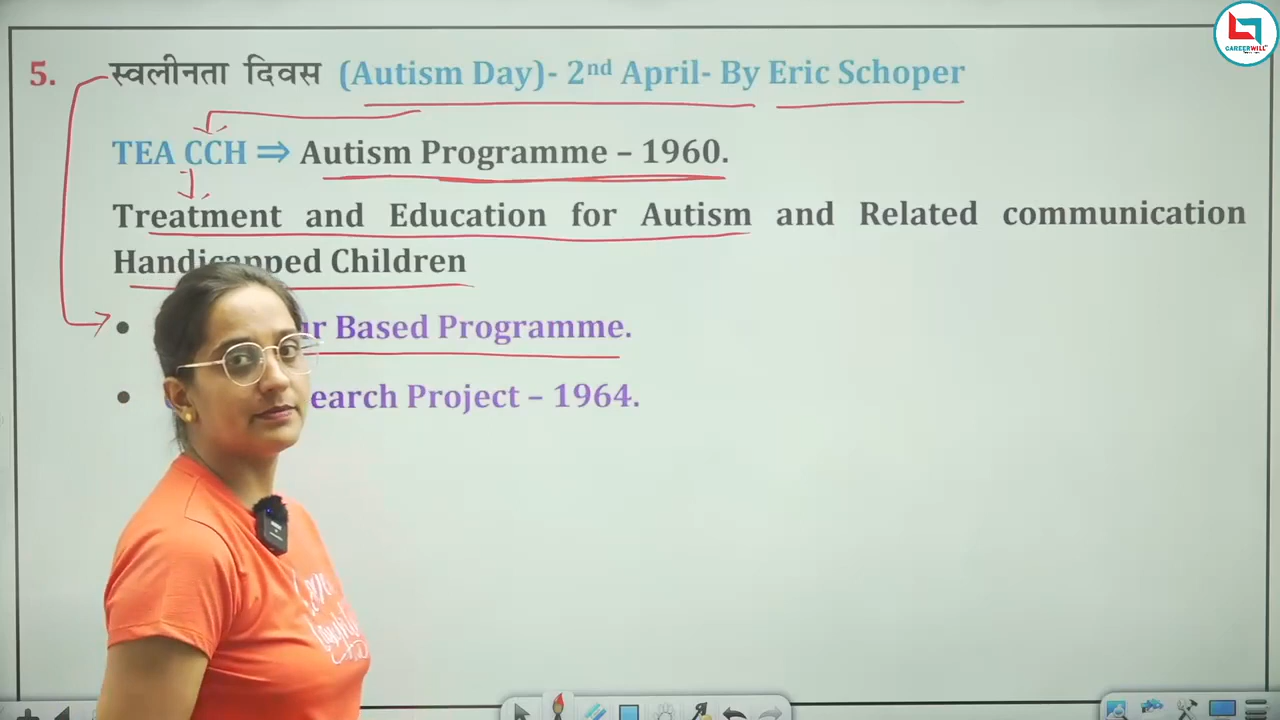 CAREERWILL
5. स्वलीनता दिवस (Autism Day)- 2nd April- By Eric Schoper
TEA CCH ⇒ Autism Programme – 1960.
Treatment and Education for Autism and Related communication
Handicapped Children
• Based Programme.
• Project – 1964.